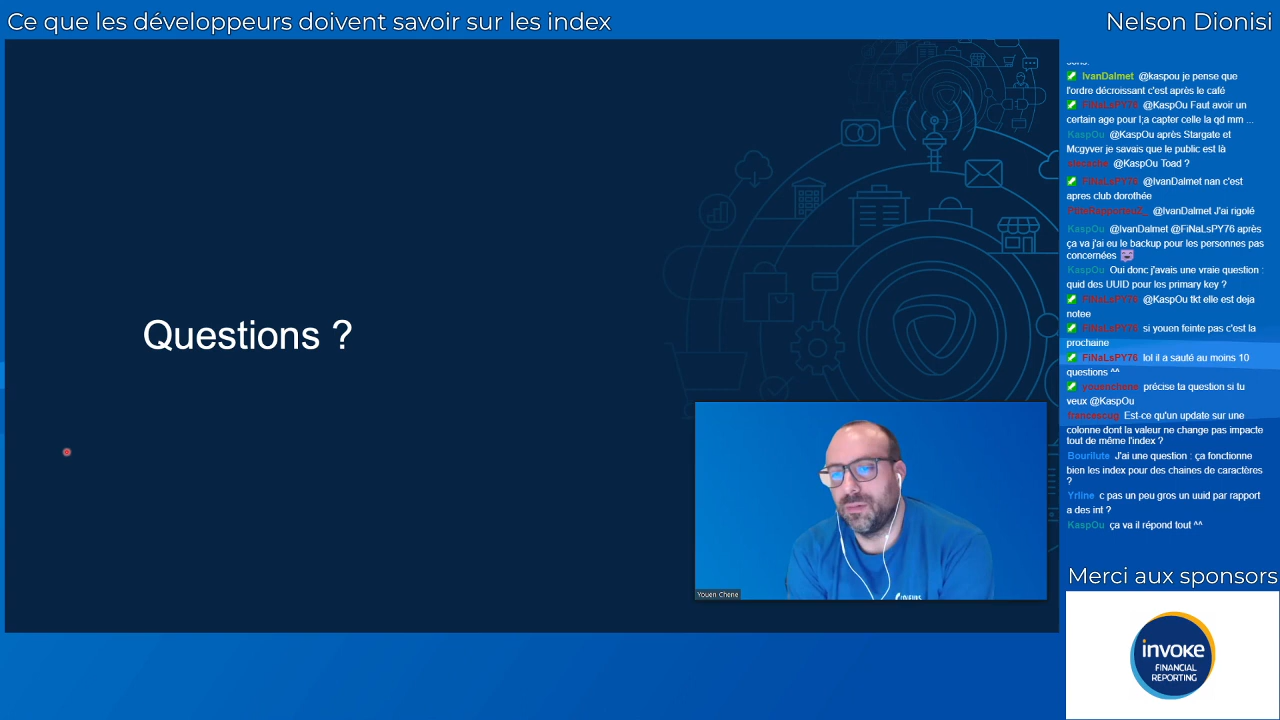 Ce que les développeurs doivent savoir sur les index
Nelson Dionisi
Questions ?
Youen Chene
IvanDalmet @kaspou je pense que
l'ordre décroissant c'est après le café
FiNaLsPY76 @KaspOu Faut avoir un
certain age pour l;a capter celle la qd mm ...
KaspOu @KaspOu après Stargate et
Mcgyver je savais que le public est là
@KaspOu Toad ?
FiNaLsPY76 @IvanDalmet nan c'est
apres club dorothée
@IvanDalmet J'ai rigolé
KaspOu @IvanDalmet @FiNaLsPY76 après
ça va j'ai eu le backup pour les personnes pas
concernées
KaspOu Oui donc j'avais une vraie question :
quid des UUID pour les primary key ?
FiNaLsPY76 @KaspOu tkt elle est deja
notee
FiNaLsPY76 si youen feinte pas c'est la
prochaine
FiNaLsPY76 lol il a sauté au moins 10
questions ^^
youenchene précise ta question si tu
veux @KaspOu
francescug Est-ce qu'un update sur une
colonne dont la valeur ne change pas impacte
tout de même l'index ?
Bourilute J'ai une question : ça fonctionne
bien les index pour des chaines de caractères
?
Yrline c pas un peu gros un uuid par rapport
a des int ?
KaspOu ça va il répond tout ^^
Merci aux sponsors
invoke
FINANCIAL
REPORTING